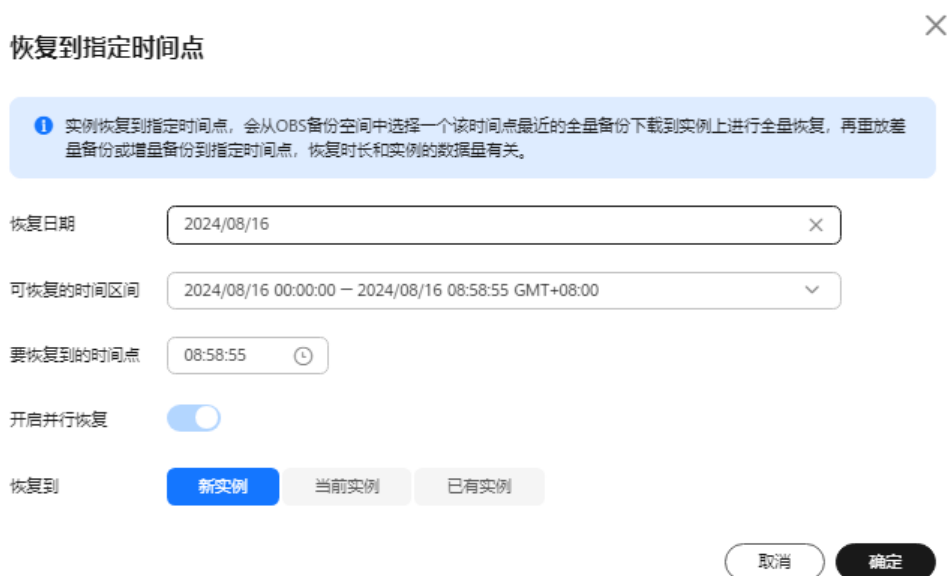 恢复到指定时间点
实例恢复到指定时间点，会从OBS备份空间中选择一个该时间点最近的全量备份下载到实例上进行全量恢复，再重放差
量备份或增量备份到指定时间点，恢复时长和实例的数据量有关。
恢复日期 2024/08/16
可恢复的时间区间 2024/08/16 00:00:00 — 2024/08/16 08:58:55 GMT+08:00
要恢复到的时间点 08:58:55
开启并行恢复
恢复到 新实例 当前实例 已有实例
取消 确定